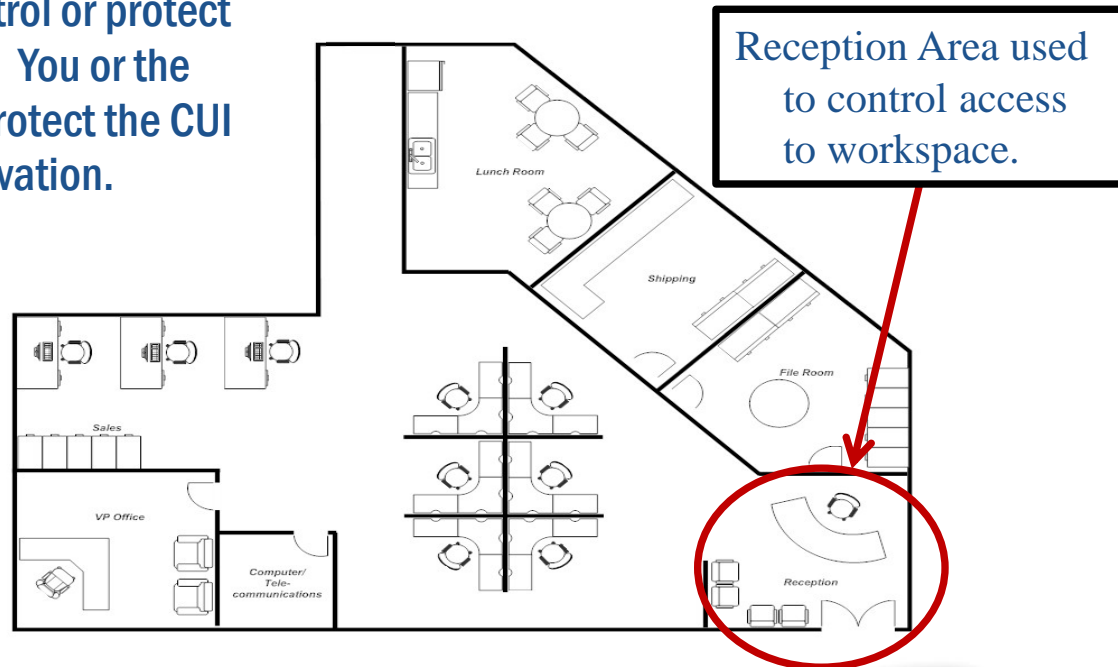 trol or protect
You or the
rotect the CUI
vation.
Reception Area used
to control access
to workspace.
Lunch Room
Shipping
File Room
Sales
VP Office
Computer/
Tele-
communications
Reception